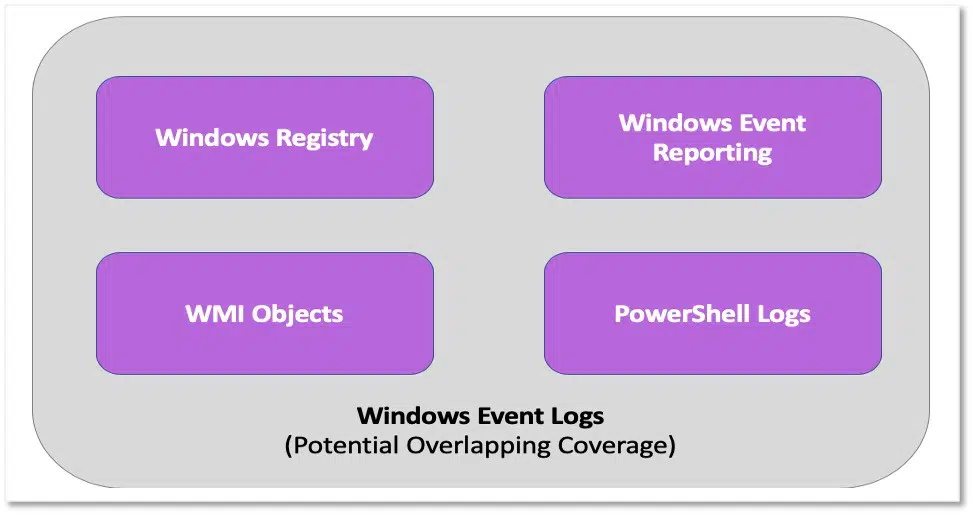 Windows Registry
Windows Event
Reporting
WMI Objects
PowerShell Logs
Windows Event Logs
(Potential Overlapping Coverage)